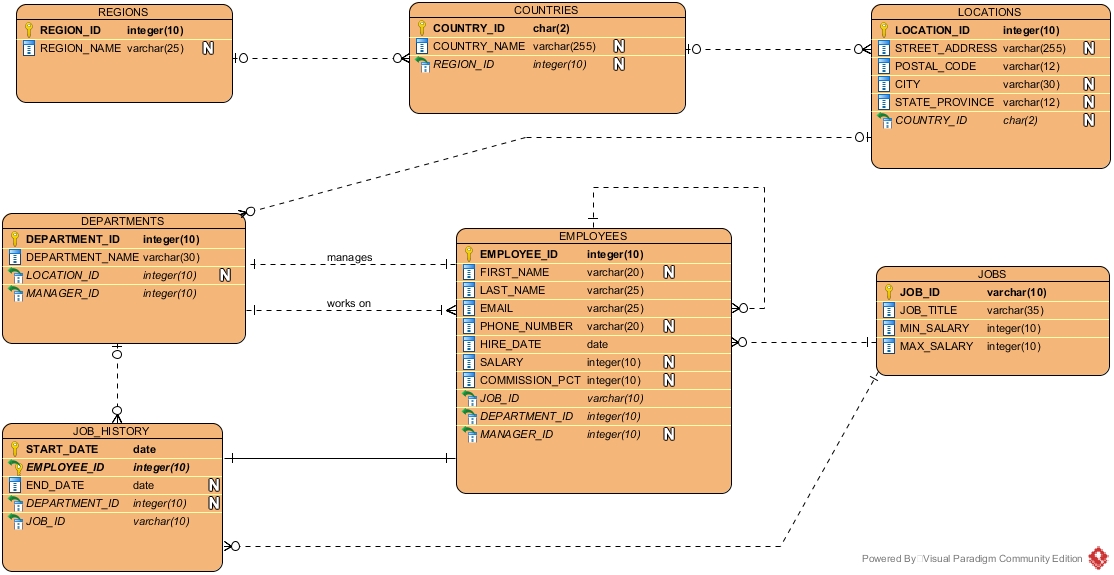 REGIONS
REGION_ID integer(10)
REGION_NAME varchar(25) N
COUNTRIES
COUNTRY_ID char(2)
COUNTRY_NAME varchar(255) N
REGION_ID integer(10) N
LOCATIONS
LOCATION_ID integer(10)
STREET_ADDRESS varchar(255) N
POSTAL_CODE varchar(12)
CITY varchar(30) N
STATE_PROVINCE varchar(12) N
COUNTRY_ID char(2) N
DEPARTMENTS
DEPARTMENT_ID integer(10)
DEPARTMENT_NAME varchar(30)
LOCATION_ID integer(10) N
MANAGER_ID integer(10)
manages
works on
EMPLOYEES
EMPLOYEE_ID integer(10)
FIRST_NAME varchar(20) N
LAST_NAME varchar(25)
EMAIL varchar(25)
PHONE_NUMBER varchar(20) N
HIRE_DATE date
SALARY integer(10) N
COMMISSION_PCT integer(10) N
JOB_ID varchar(10)
DEPARTMENT_ID integer(10)
MANAGER_ID integer(10) N
JOBS
JOB_ID varchar(10)
JOB_TITLE varchar(35)
MIN_SALARY integer(10)
MAX_SALARY integer(10)
JOB_HISTORY
START_DATE date
EMPLOYEE_ID integer(10)
END_DATE date N
DEPARTMENT_ID integer(10) N
JOB_ID varchar(10)
Powered By Visual Paradigm Community Edition